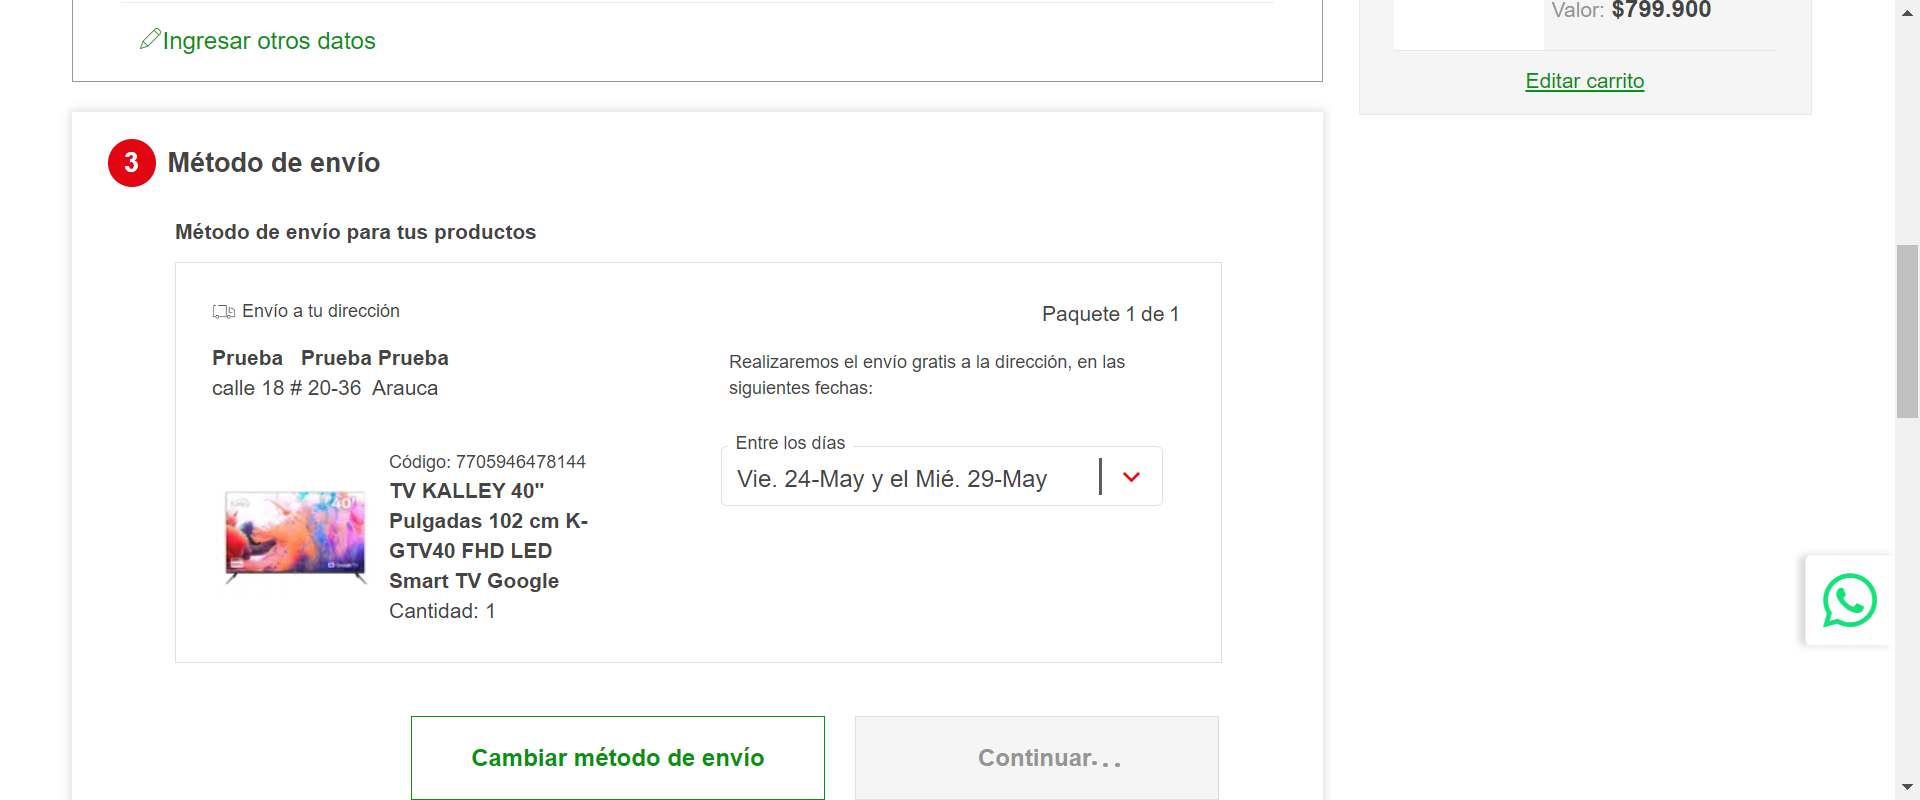 Ingresar otros datos
Valor: $799.900
Editar carrito
3 Método de envío
Método de envío para tus productos
Envío a tu dirección
Paquete 1 de 1
Prueba Prueba Prueba
calle 18 # 20-36 Arauca
Realizaremos el envío gratis a la dirección, en las
siguientes fechas:
Entre los días
Vie. 24-May y el Mié. 29-May
Código: 7705946478144
TV KALLEY 40"
Pulgadas 102 cm K-
GTV40 FHD LED
Smart TV Google
Cantidad: 1
40"
Cambiar método de envío
Continuar...